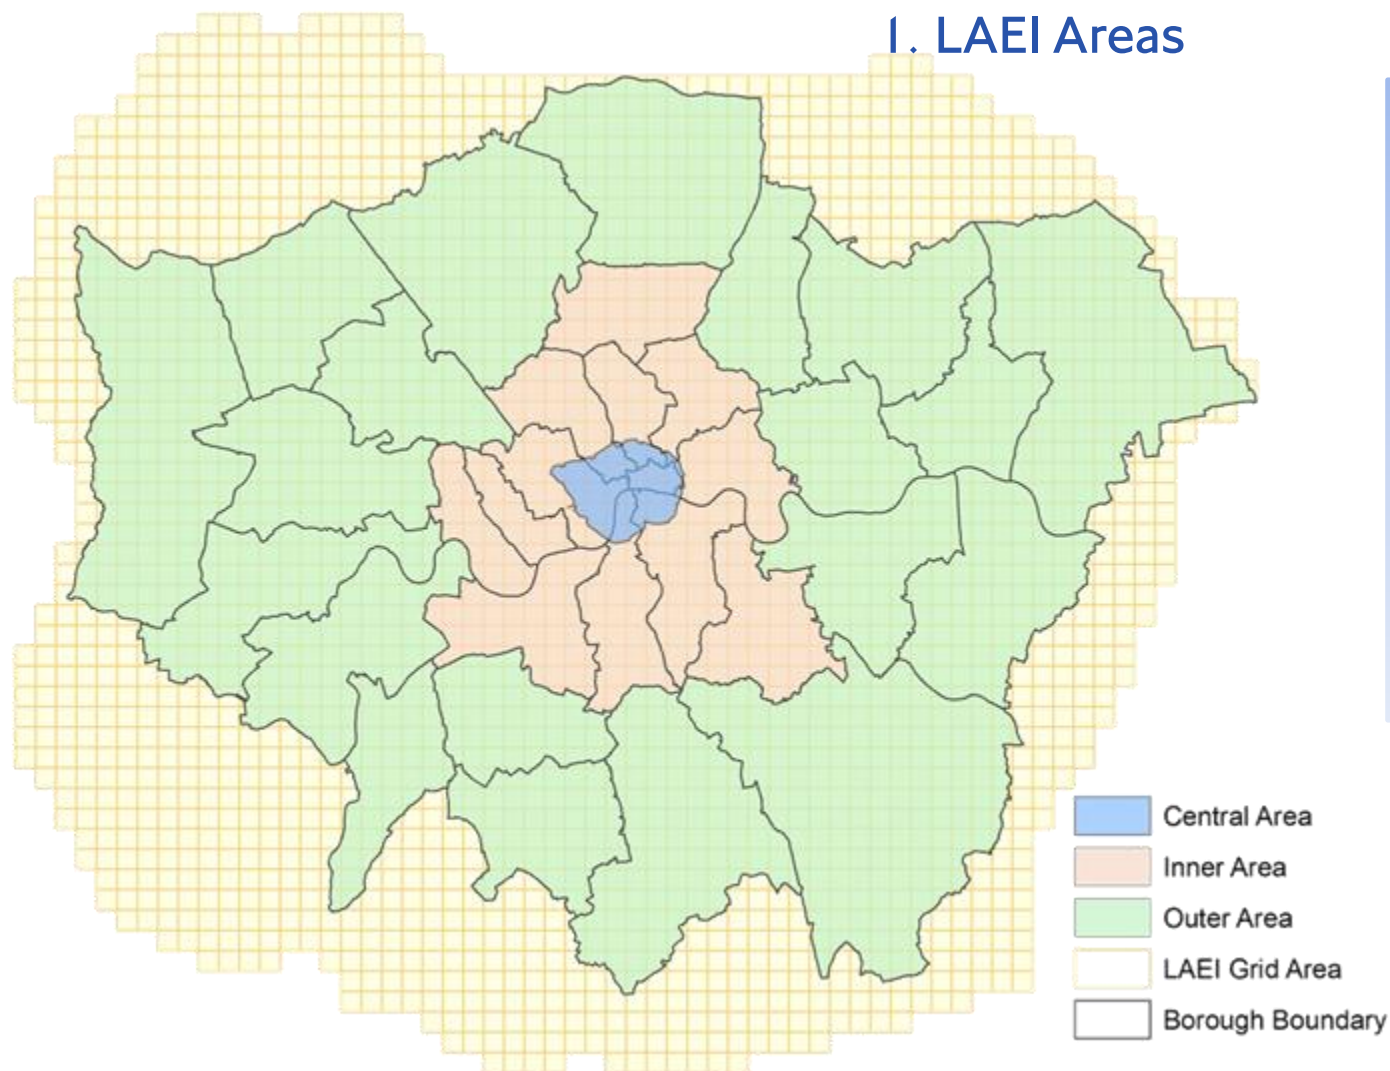 1. LAEI Areas
Central Area
Inner Area
Outer Area
LAEI Grid Area
Borough Boundary